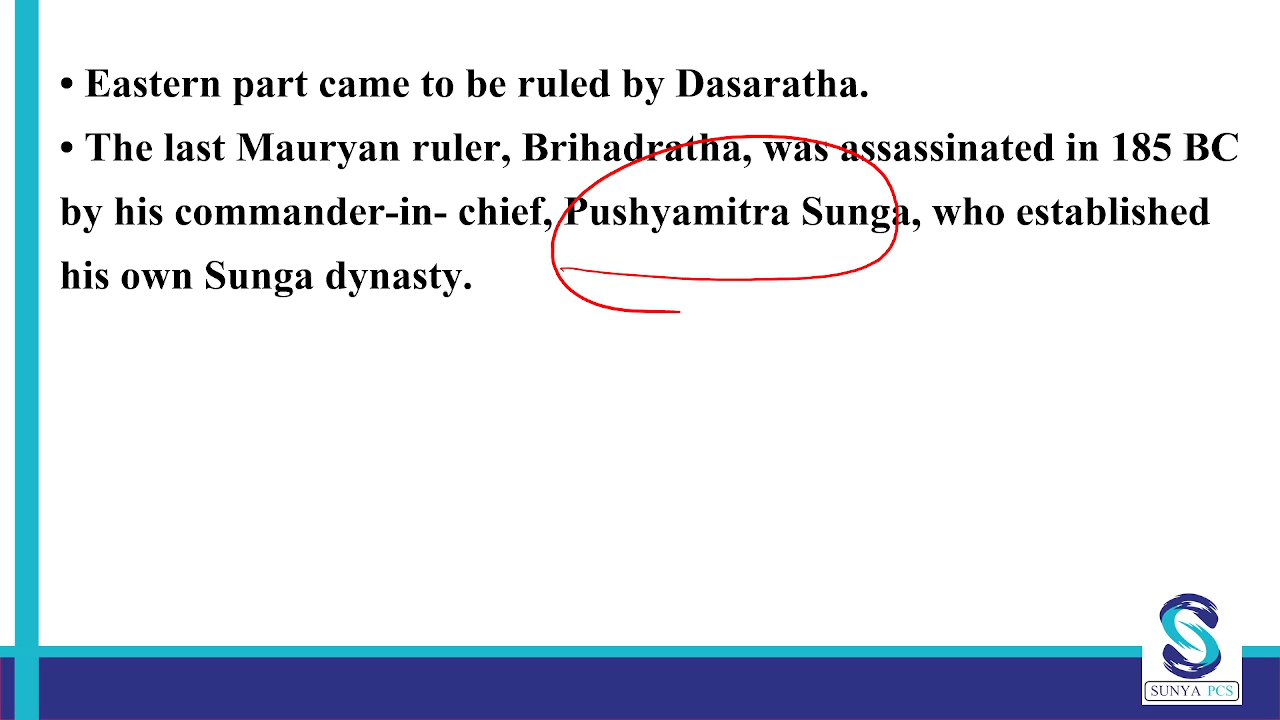 • Eastern part came to be ruled by Dasaratha.
• The last Mauryan ruler, Brihadratha, was assassinated in 185 BC
by his commander-in- chief, Pushyamitra Sunga, who established
his own Sunga dynasty.
SUNYA PCS